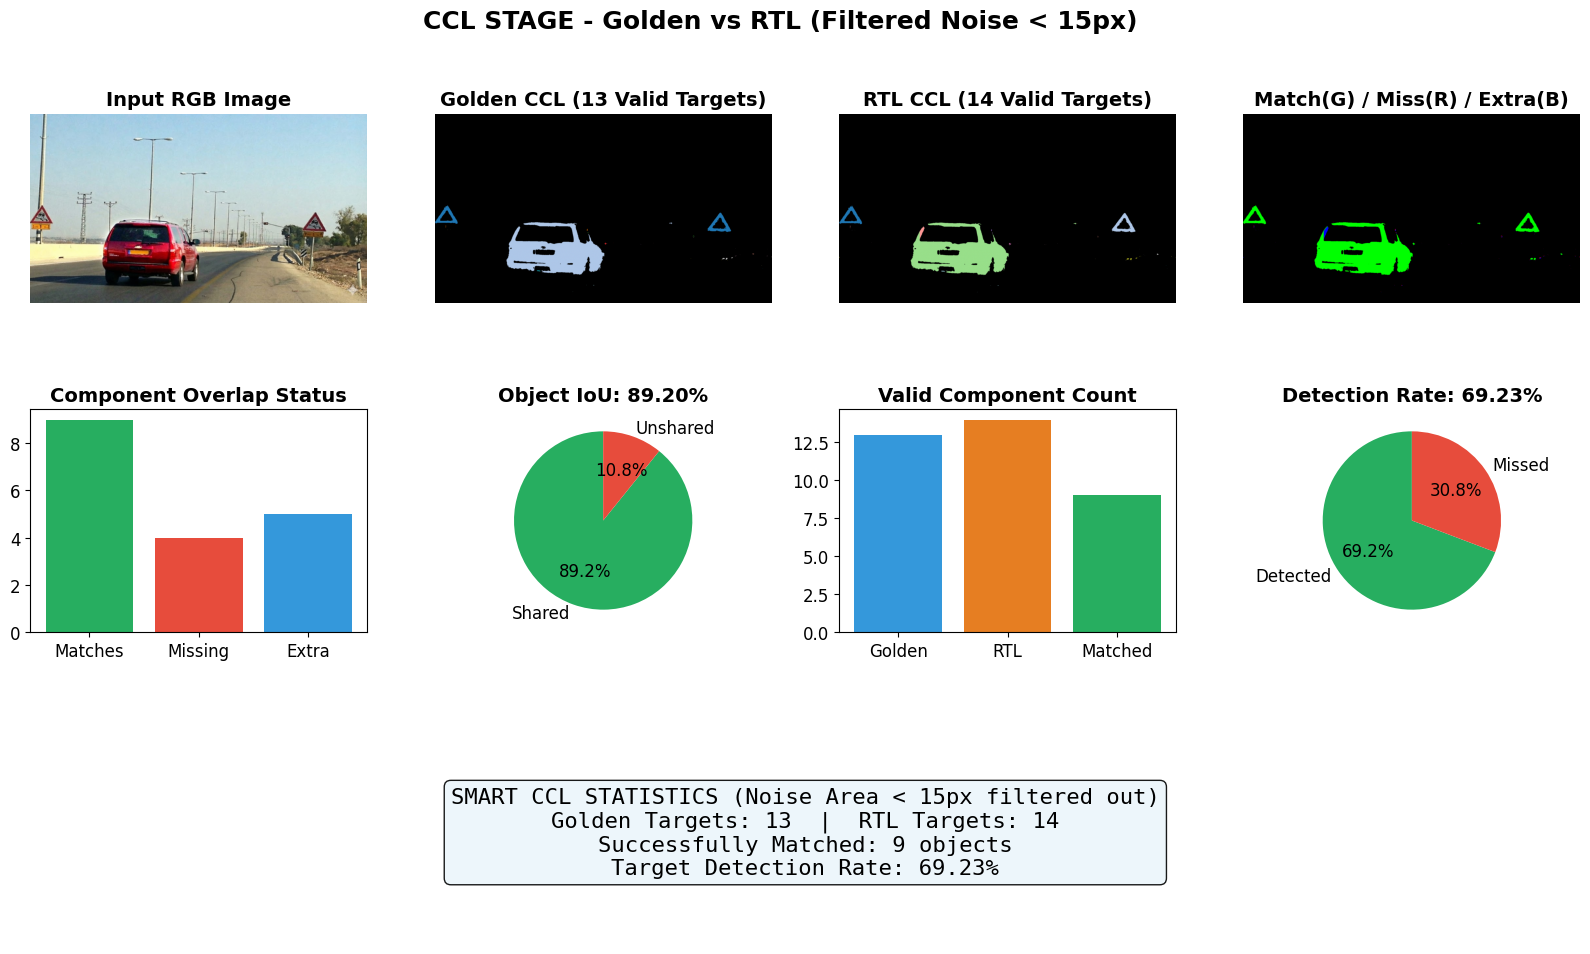 CCL STAGE - Golden vs RTL (Filtered Noise < 15px)
Input RGB Image
Golden CCL (13 Valid Targets)
RTL CCL (14 Valid Targets)
Match(G) / Miss(R) / Extra(B)
Component Overlap Status
8
6
4
2
0
Matches
Missing
Extra
Object IoU: 89.20%
Unshared
10.8%
89.2%
Shared
Valid Component Count
12.5
10.0
7.5
5.0
2.5
0.0
Golden
RTL
Matched
Detection Rate: 69.23%
Missed
30.8%
69.2%
Detected
SMART CCL STATISTICS (Noise Area < 15px filtered out)
Golden Targets: 13  |  RTL Targets: 14
Successfully Matched: 9 objects
Target Detection Rate: 69.23%